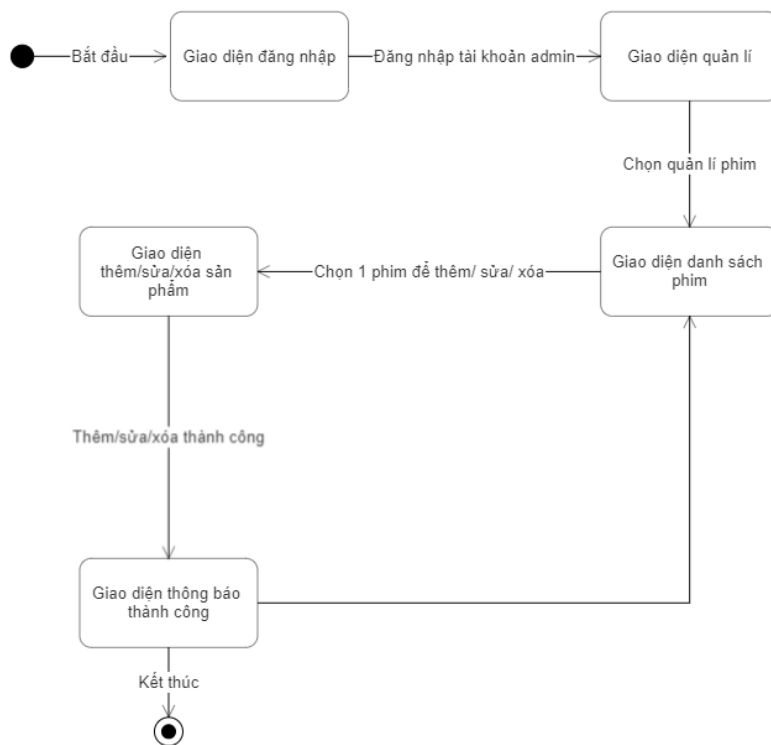 Bắt đầu
Giao diện đăng nhập
Đăng nhập tài khoản admin
Giao diện quản lí
Chọn quản lí phim
Giao diện
thêm/sửa/xóa sản
phẩm
Chọn 1 phim để thêm/ sửa/ xóa
Giao diện danh sách
phim
Thêm/sửa/xóa thành công
Giao diện thông báo
thành công
Kết thúc